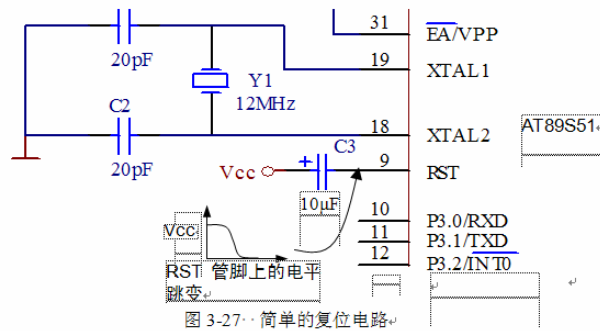 31
EA/VPP
20pF
19
XTAL1
Y1
12MHz
C2
18
XTAL2
AT89S51
20pF
C3
Vcc
+
9
RST
10μF
10
P3.0/RXD
Vcc
11
P3.1/TXD
12
P3.2/INT0
RST 管脚上的电平
跳变
图 3-27··简单的复位电路